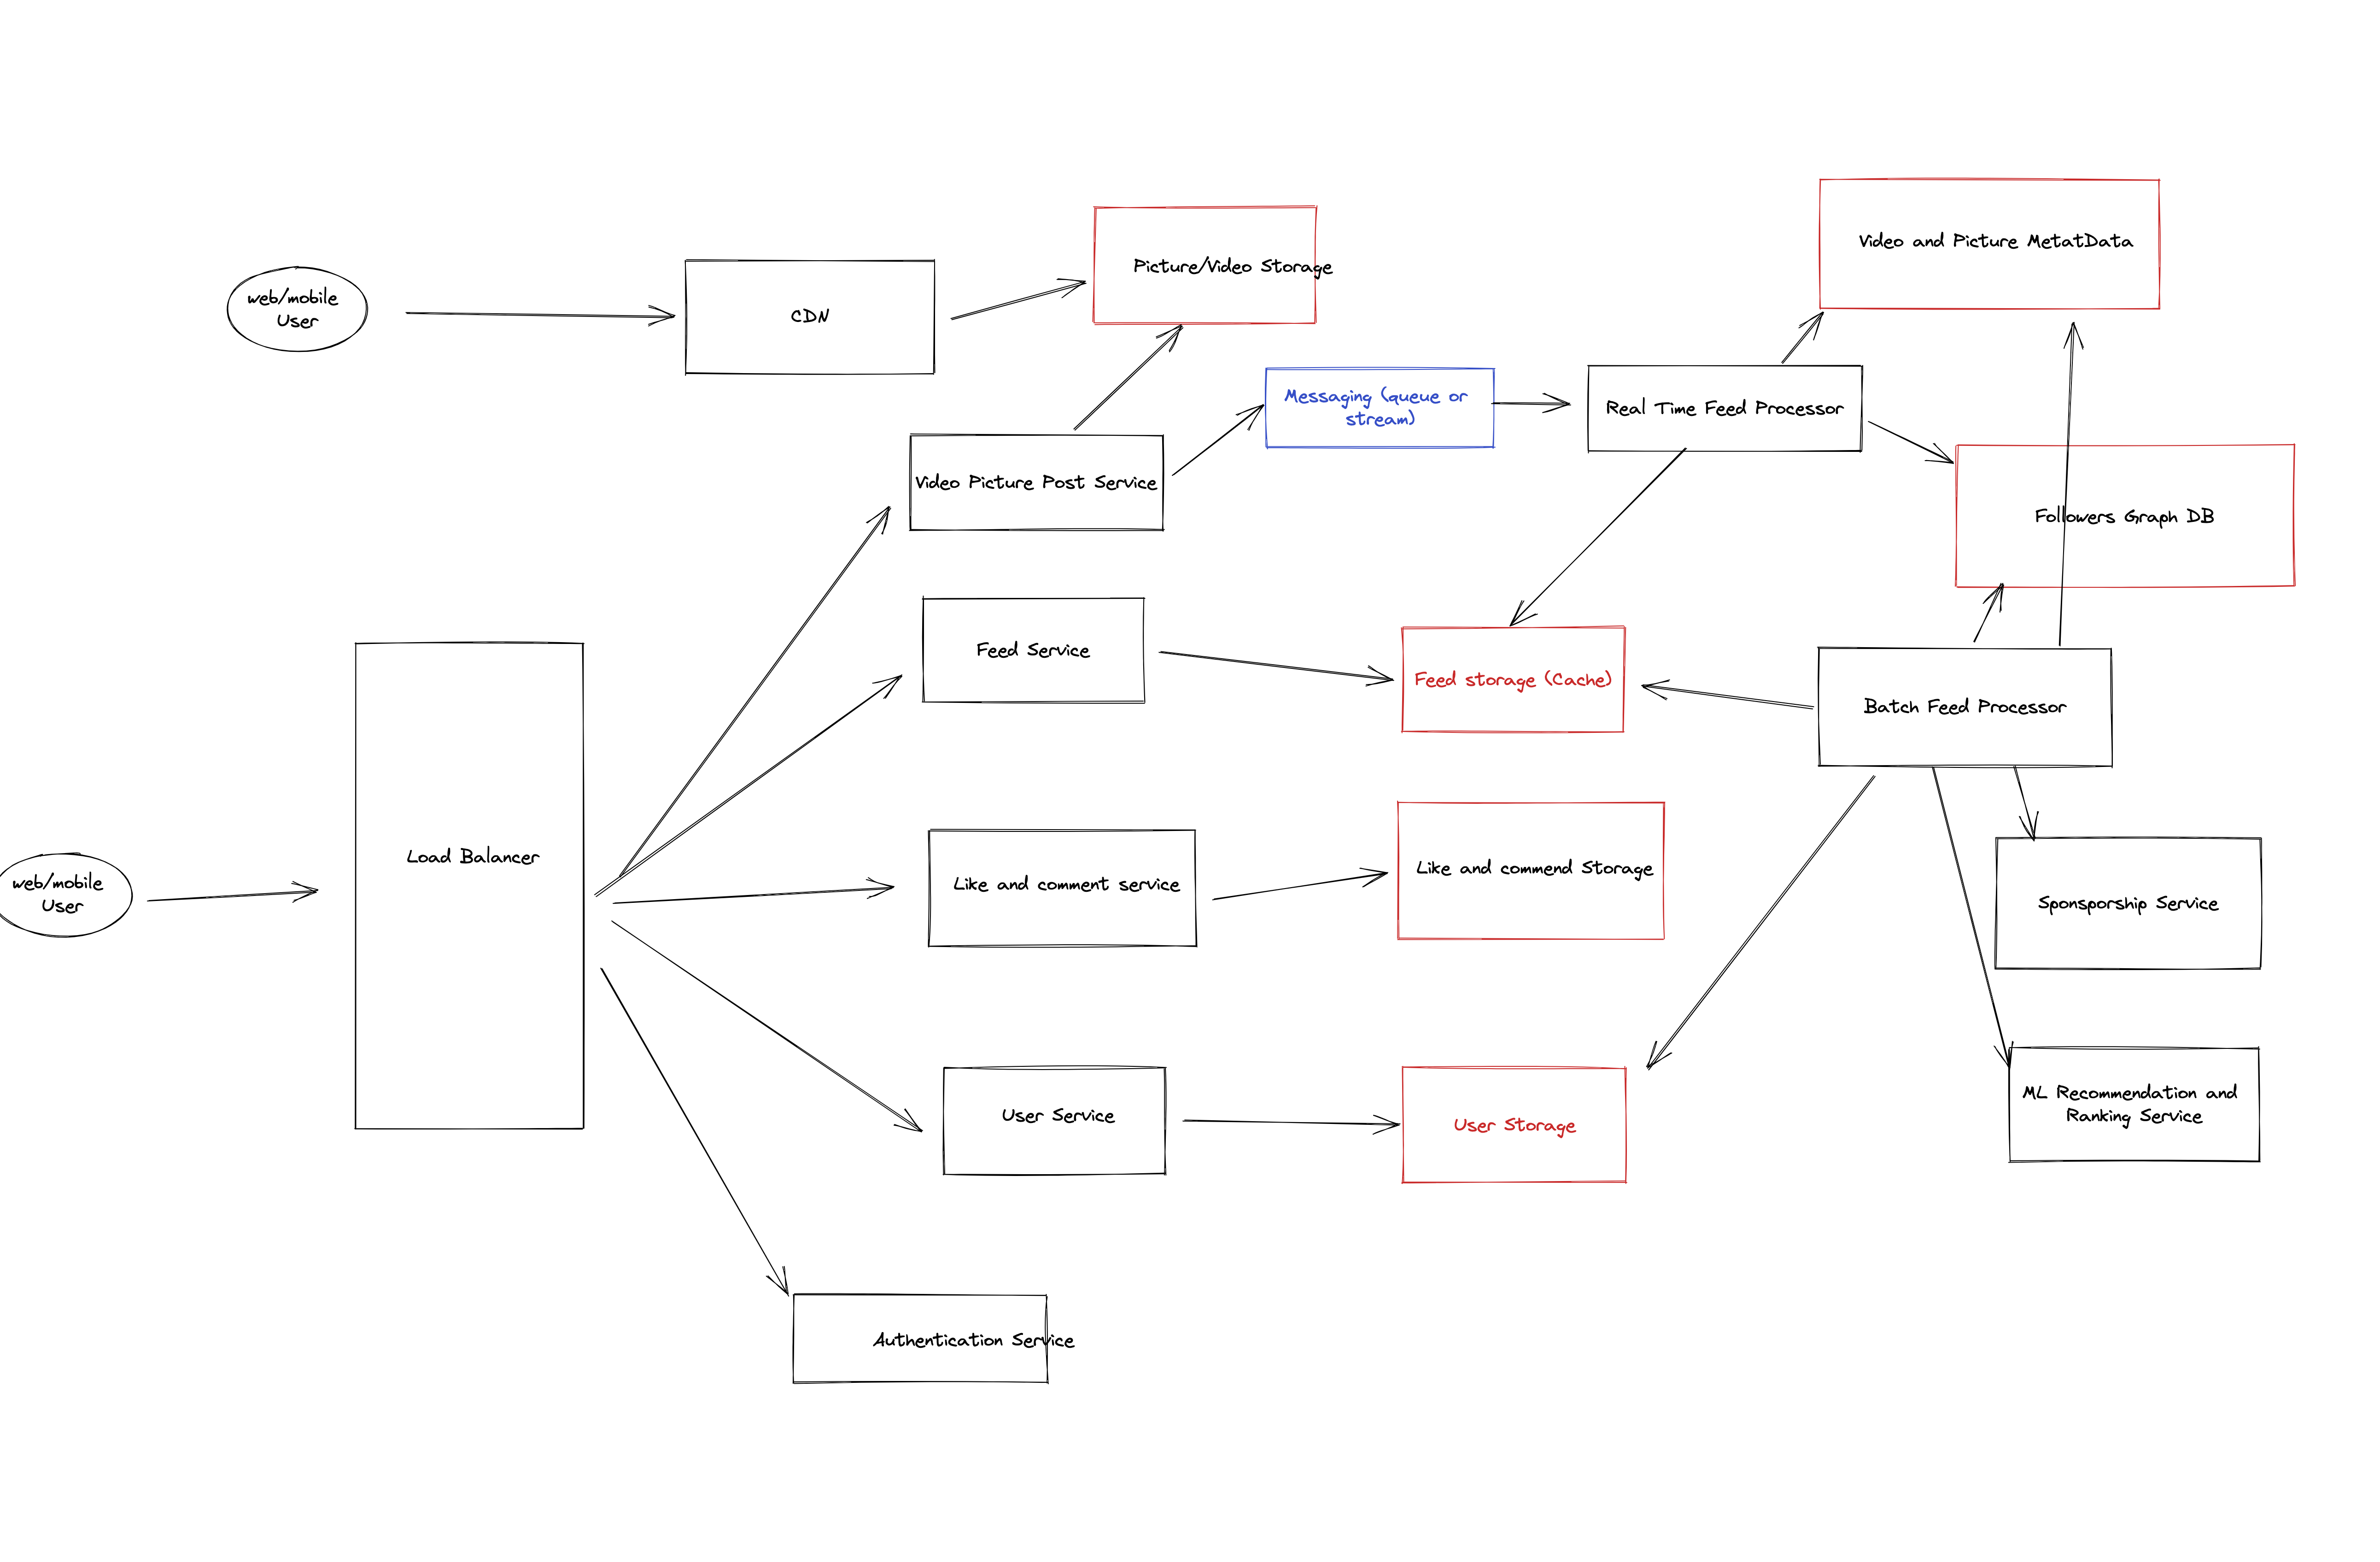 Video and Picture MetatData
Picture/Video Storage
web/mobile
User
CDN
Messaging (queue or
stream)
Real Time Feed Processor
Video Picture Post Service
Followers Graph DB
Feed Service
Feed storage (Cache)
Batch Feed Processor
Load Balancer
Like and comment service
Like and commend Storage
web/mobile
User
Sponsporship Service
User Service
User Storage
ML Recommendation and
Ranking Service
Authentication Service